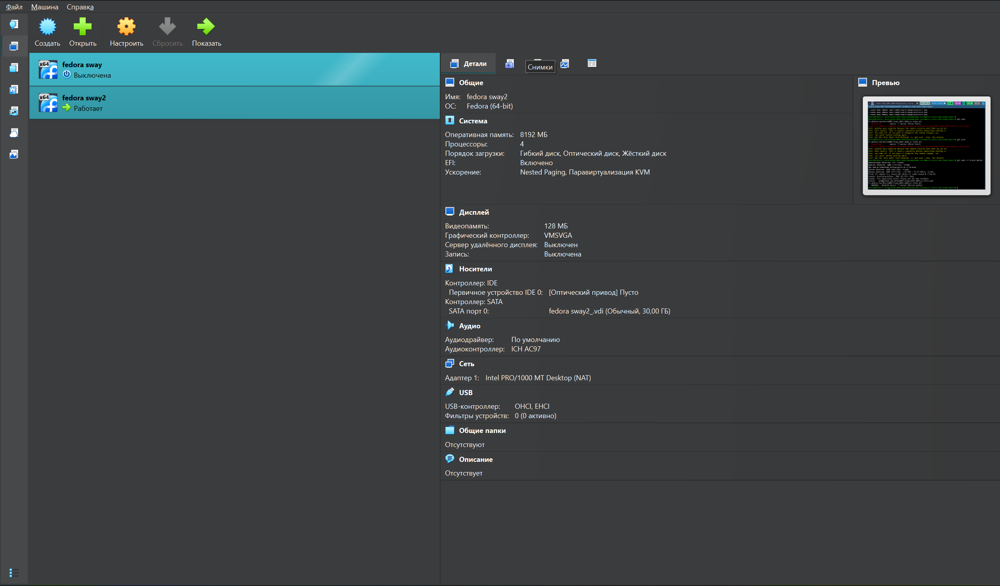 Файл Машина Справка
Создать Открыть Настроить Сбросить Показать
x64 fedora sway
Выключена
x64 fedora sway2
Работает
Детали
Снимки
Общие
Имя: fedora sway2
ОС: Fedora (64-bit)
Система
Оперативная память: 8192 МБ
Процессоры: 4
Порядок загрузки: Гибкий диск, Оптический диск, Жёсткий диск
EFI: Включено
Ускорение: Nested Paging, Паравиртуализация KVM
Превью
Дисплей
Видеопамять: 128 МБ
Графический контроллер: VMSVGA
Сервер удалённого дисплея: Выключен
Запись: Выключена
Носители
Контроллер: IDE
Первичное устройство IDE 0: [Оптический привод] Пусто
Контроллер: SATA
SATA порт 0: fedora sway2_.vdi (Обычный, 30,00 ГБ)
Аудио
Аудиодрайвер: По умолчанию
Аудиоконтроллер: ICH AC97
Сеть
Адаптер 1: Intel PRO/1000 MT Desktop (NAT)
USB
USB-контроллер: OHCI, EHCI
Фильтры устройств: 0 (0 активно)
Общие папки
Отсутствуют
Описание
Отсутствует